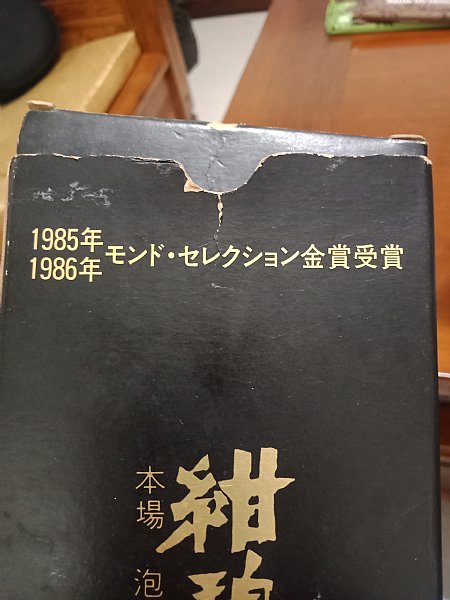 1985年
1986年
モンド・セレクション金賞受賞
紺
本場 泡